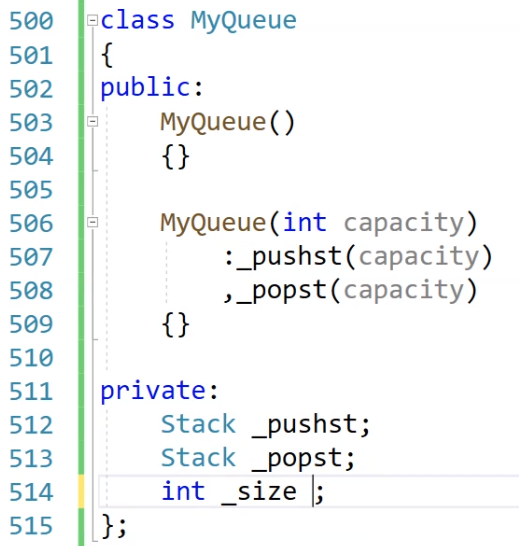 500 class MyQueue
501 {
502 public:
503 MyQueue()
504 {}
505
506 MyQueue(int capacity)
507 :_pushst(capacity)
508 ,_popst(capacity)
509 {}
510
511 private:
512 Stack _pushst;
513 Stack _popst;
514 int _size ;
515 };